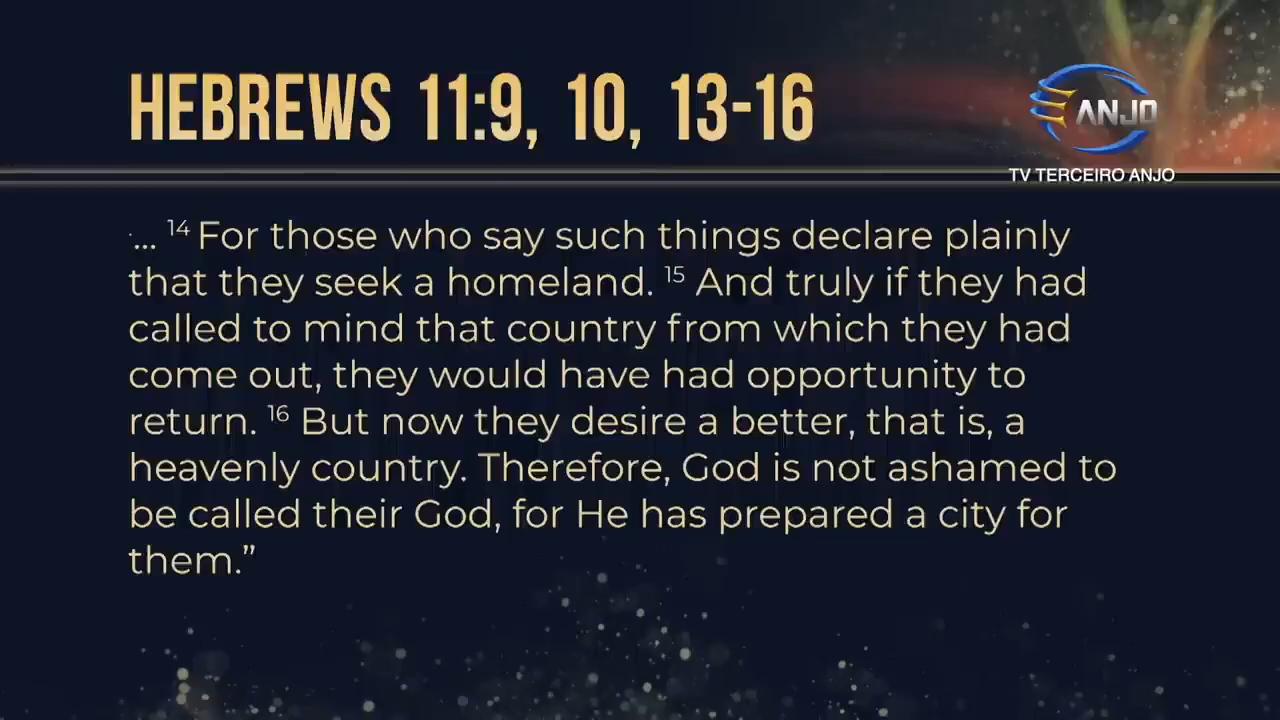 HEBREWS 11:9, 10, 13-16
ANJO
TV TERCEIRO ANJO
... 14 For those who say such things declare plainly
that they seek a homeland. 15 And truly if they had
called to mind that country from which they had
come out, they would have had opportunity to
return. 16 But now they desire a better, that is, a
heavenly country. Therefore, God is not ashamed to
be called their God, for He has prepared a city for
them.”